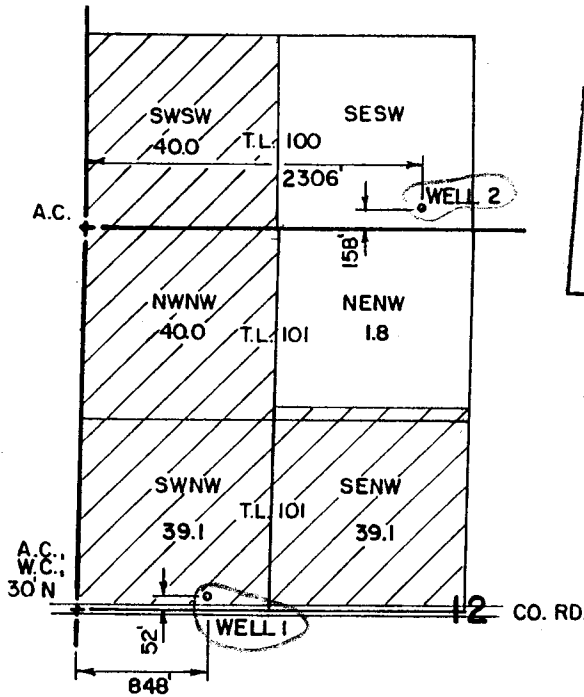 SWSW
SESW
40.0
T.L. 100
2306'
WELL 2
A.C.
158'
NWNW
NENW
40.0
T.L. 101
1.8
SWNW
SENW
T.L. 101
39.1
39.1
A.C.,
W.C.,
30' N
12
CO. RD.
52'
WELL 1
848'